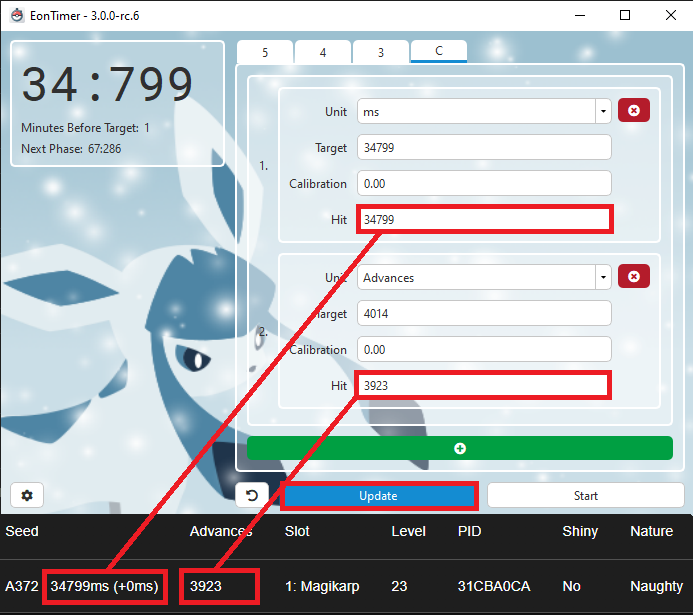 EonTimer - 3.0.0-rc.6
34:799
Minutes Before Target: 1
Next Phase: 67:286
5 4 3 C
1.
Unit ms
Target 34799
Calibration 0.00
Hit 34799
2.
Unit Advances
Target 4014
Calibration 0.00
Hit 3923
Update Start
Seed Advances Slot Level PID Shiny Nature
A372 34799ms (+0ms) 3923 1: Magikarp 23 31CBA0CA No Naughty